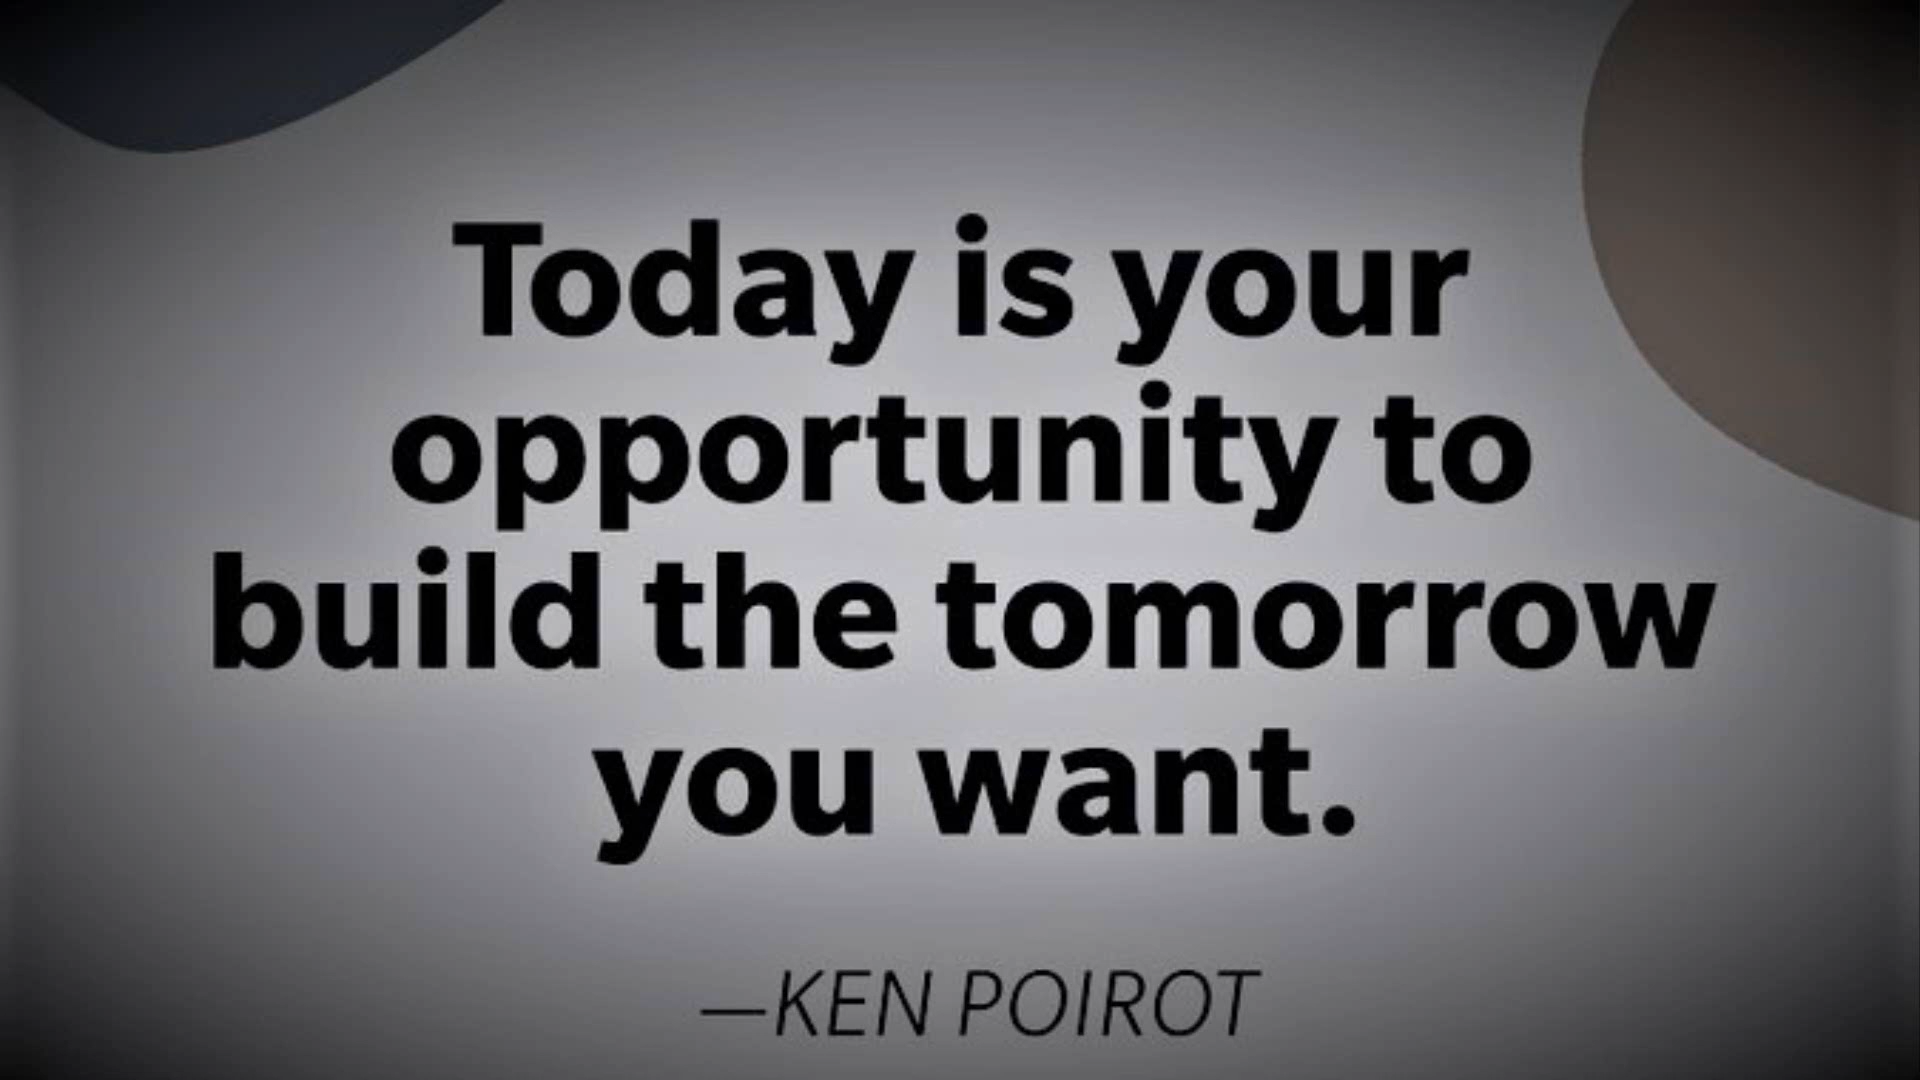 Today is your
opportunity to
build the tomorrow
you want.
—KEN POIROT